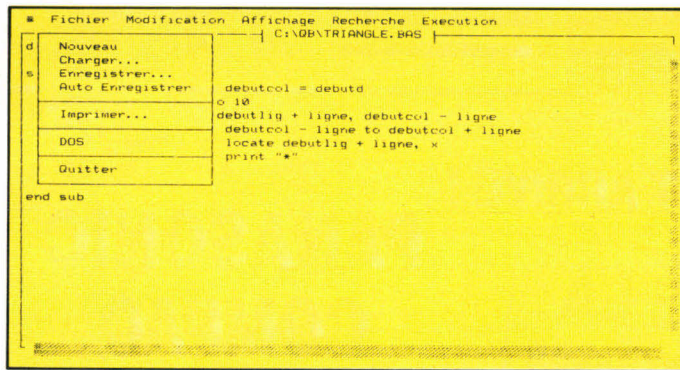 ≡ Fichier Modification Affichage Recherche Execution
C:\QB\TRIANGLE.BAS
d
Nouveau
Charger...
s
Enregistrer...
Auto Enregistrer
debutcol = debutd
o 10
Imprimer...
debutlig + ligne, debutcol - ligne
debutcol - ligne to debutcol + ligne
DOS
locate debutlig + ligne, x
print "*"
Quitter
end sub